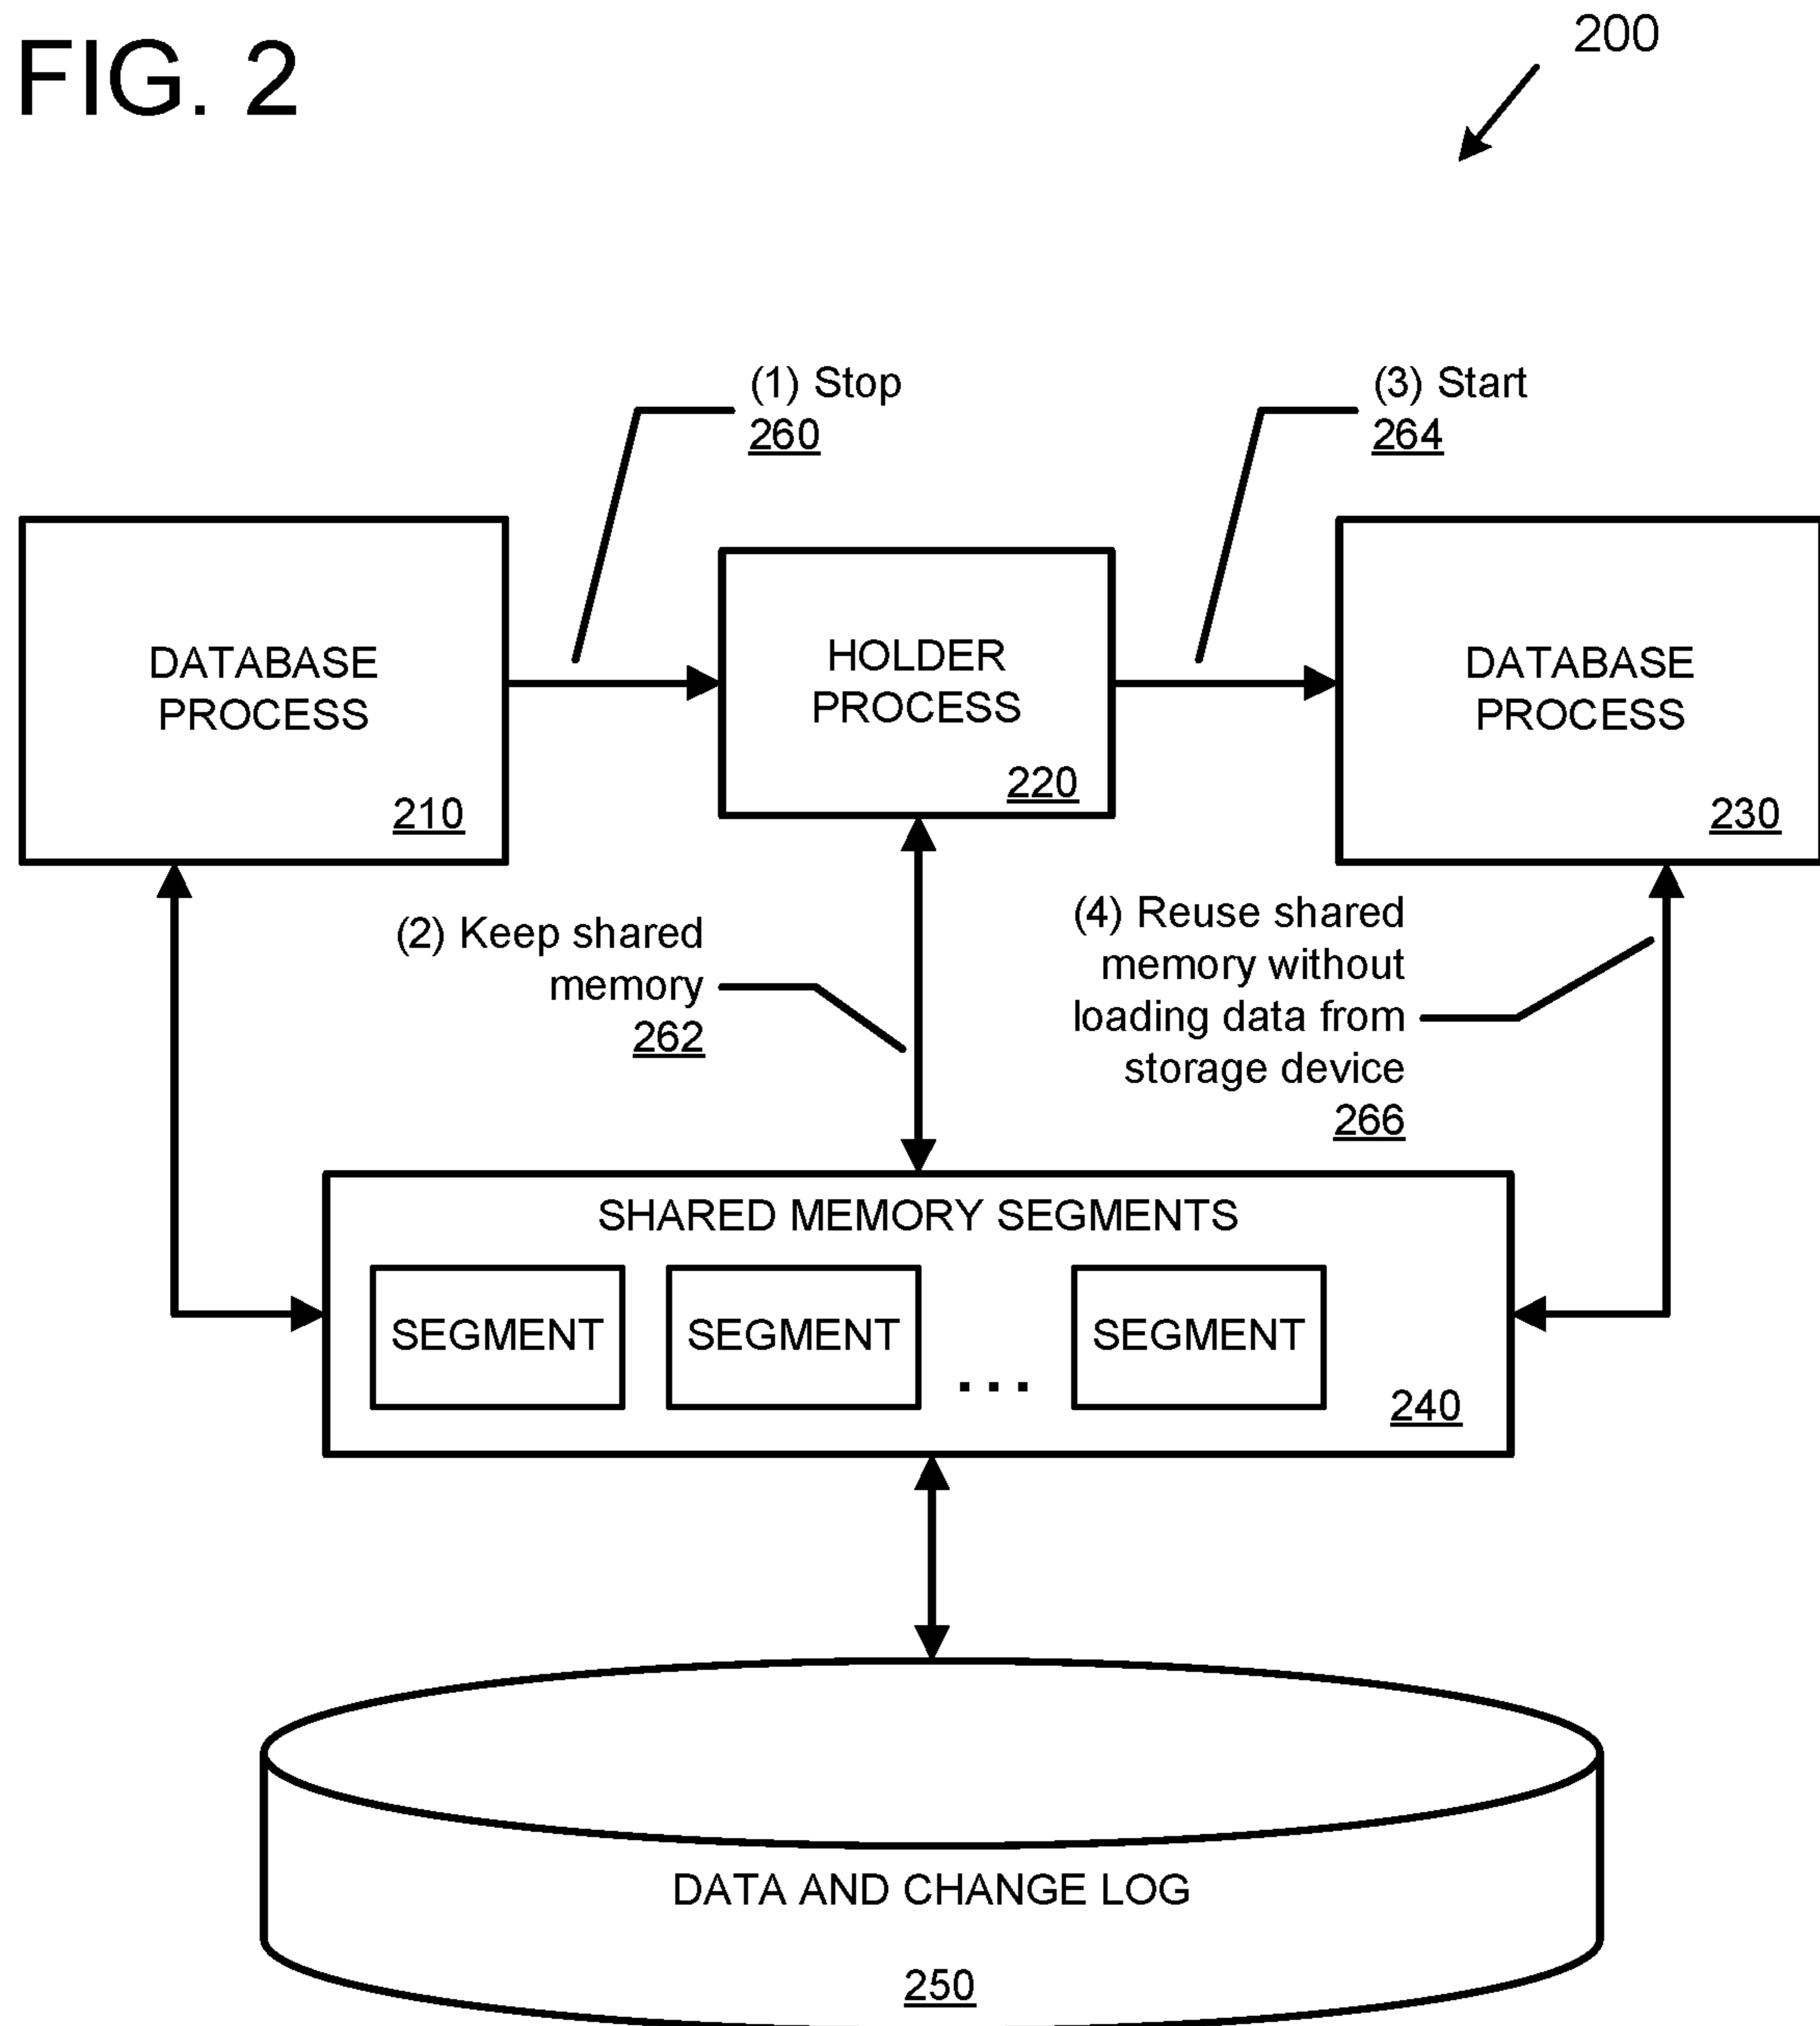 FIG. 2
200
(1) Stop
260
(3) Start
264
DATABASE
PROCESS
210
HOLDER
PROCESS
220
DATABASE
PROCESS
230
(2) Keep shared
memory
262
(4) Reuse shared
memory without
loading data from
storage device
266
SHARED MEMORY SEGMENTS
SEGMENT
SEGMENT
...
SEGMENT
240
DATA AND CHANGE LOG
250